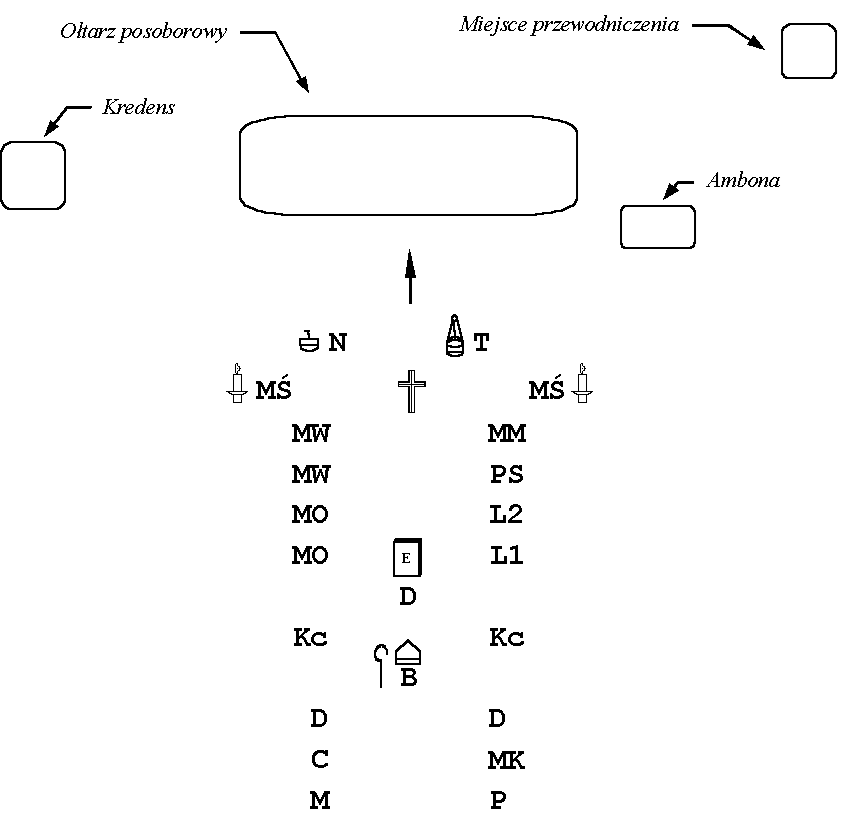 Ołtarz posoborowy
Miejsce przewodniczenia
Kredens
Ambona
N T
MŚ MŚ
MW MM
MW PS
MO L2
MO E L1
D
Kc Kc
B
D D
C MK
M P